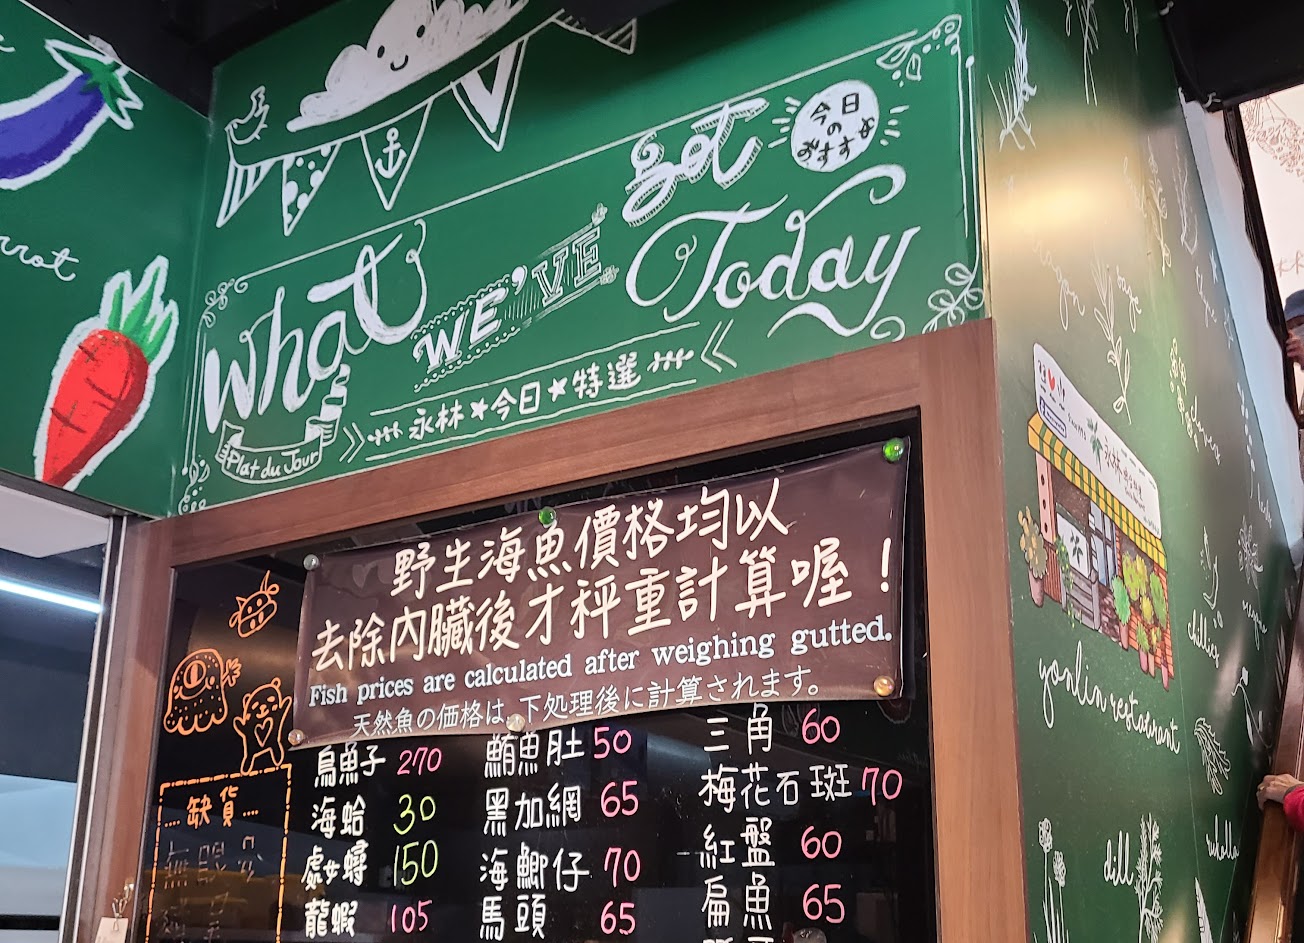 rrot
What
WE'VE
got
Today
今日
の
おすすめ
Plat du Jour
永林★今日★特選
野生海魚價格均以
去除內臟後才秤重計算喔！
Fish prices are calculated after weighing gutted.
天然魚の価格は、下処理後に計算されます。
缺貨
烏魚子 270
海蛤 30
處女蟳 150
龍蝦 105
鮪魚肚 50
黑加網 65
海鯽仔 70
馬頭 65
三角 60
梅花石斑 70
紅盤 60
扁魚 65
yonlin restaurant
thyme
chillies
dill